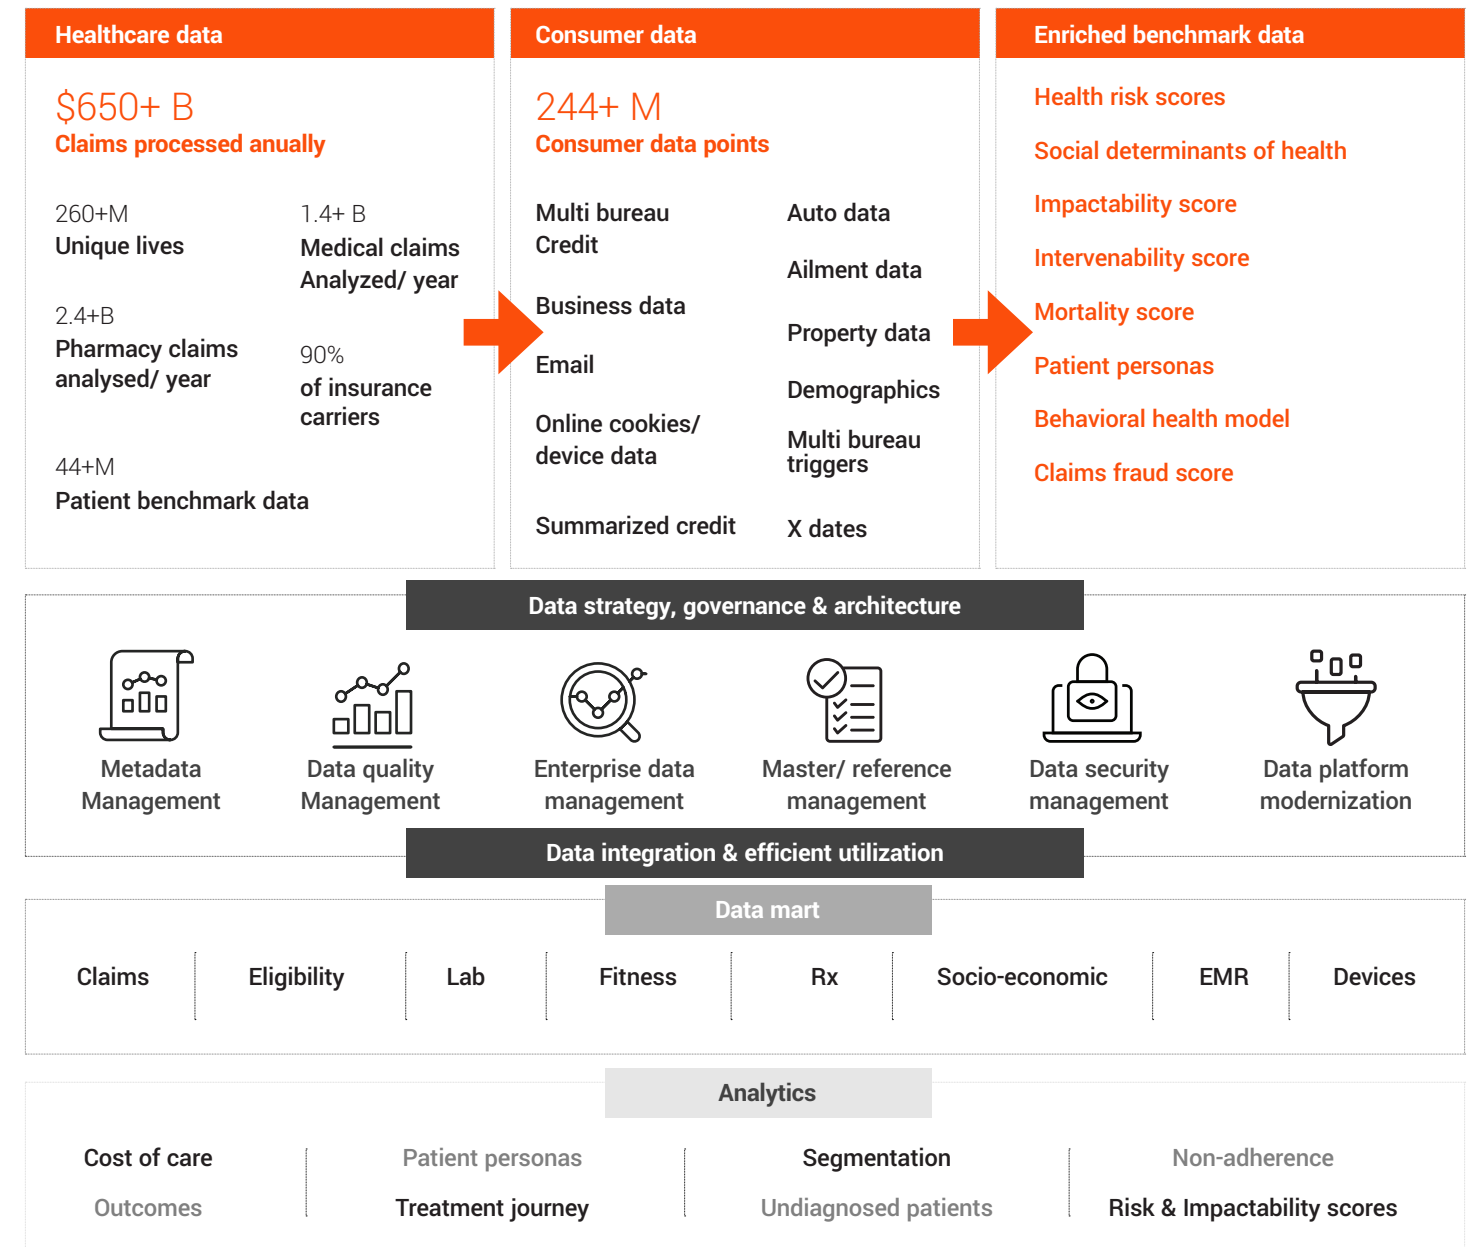 Healthcare data
$650+ B
Claims processed anually
260+M
Unique lives
1.4+ B
Medical claims
Analyzed/ year
2.4+B
Pharmacy claims
analysed/ year
90%
of insurance
carriers
44+M
Patient benchmark data
Consumer data
244+ M
Consumer data points
Multi bureau
Credit
Business data
Email
Online cookies/
device data
Summarized credit
Auto data
Ailment data
Property data
Demographics
Multi bureau
triggers
X dates
Enriched benchmark data
Health risk scores
Social determinants of health
Impactability score
Intervenability score
Mortality score
Patient personas
Behavioral health model
Claims fraud score
Data strategy, governance & architecture
Metadata
Management
Data quality
Management
Enterprise data
management
Master/ reference
management
Data security
management
Data platform
modernization
Data integration & efficient utilization
Data mart
Claims
Eligibility
Lab
Fitness
Rx
Socio-economic
EMR
Devices
Analytics
Cost of care
Outcomes
Patient personas
Treatment journey
Segmentation
Undiagnosed patients
Non-adherence
Risk & Impactability scores